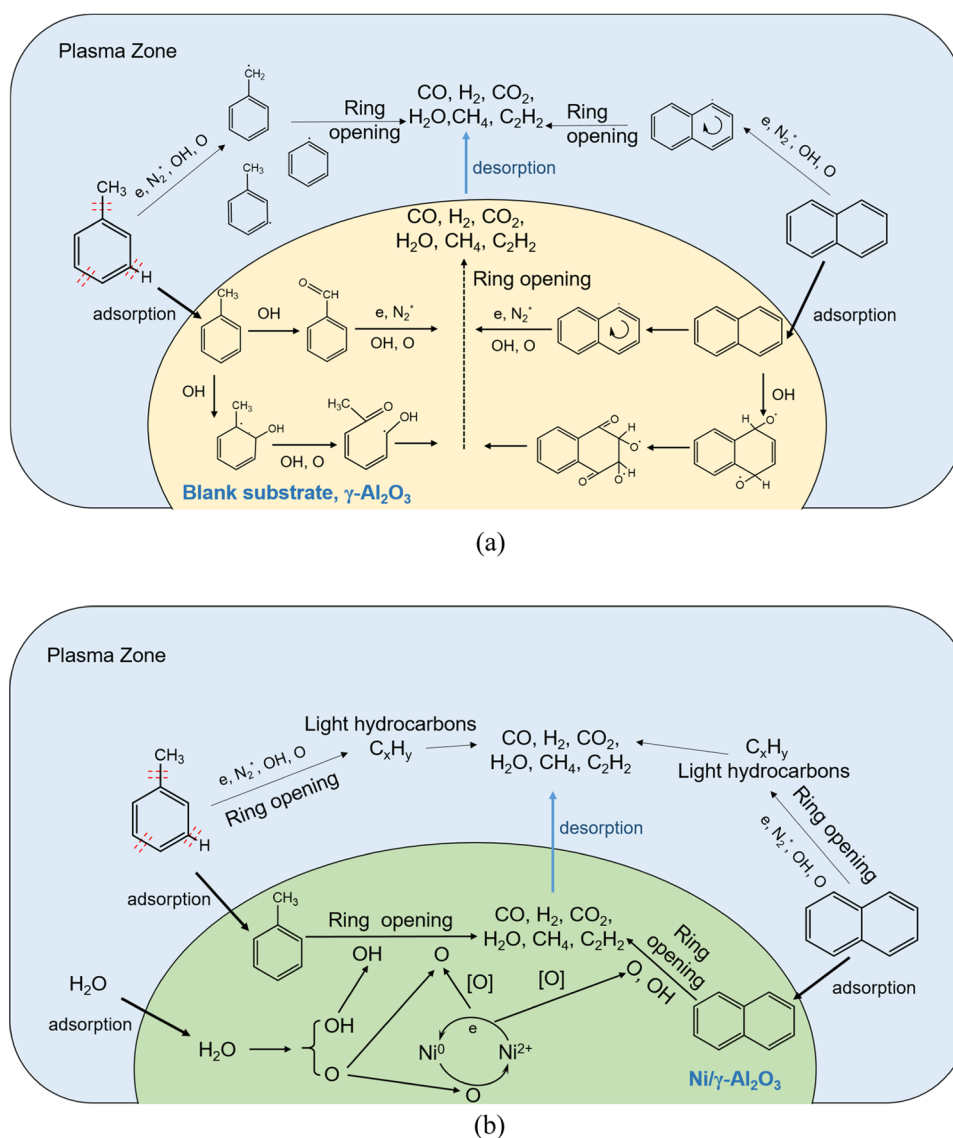 Plasma Zone
ĊH₂
CO, H₂, CO₂,
H₂O,CH₄, C₂H₂
Ring
opening
Ring
opening
e, N₂*, OH, O
e, N₂*, OH, O
CH₃
CH₃
H
desorption
adsorption
adsorption
CO, H₂, CO₂,
H₂O, CH₄, C₂H₂
Ring opening
CH₃
OH
O
CH
e, N₂*
OH, O
e, N₂*
OH, O
OH
OH
CH₃
OH
OH, O
H₃C
O
OH
O
H
O·
O
O·
H
H
O·
·O
H
Blank substrate, γ-Al₂O₃
(a)
Plasma Zone
Light hydrocarbons
CₓHᵧ
CO, H₂, CO₂,
H₂O, CH₄, C₂H₂
CₓHᵧ
Light hydrocarbons
CH₃
H
e, N₂*, OH, O
Ring opening
Ring opening
e, N₂*, OH, O
desorption
adsorption
adsorption
CH₃
Ring opening
CO, H₂, CO₂,
H₂O, CH₄, C₂H₂
Ring
opening
OH
O
[O]
[O]
O, OH
H₂O
adsorption
H₂O
OH
O
e
Ni⁰
Ni²⁺
O
Ni/γ-Al₂O₃
(b)